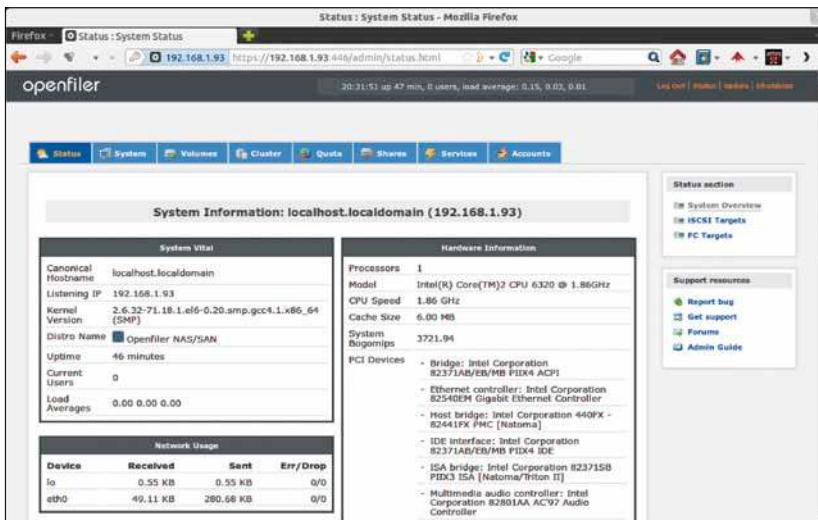 Status : System Status - Mozilla Firefox
Firefox
Status : System Status
192.168.1.93 https://192.168.1.93:446/admin/status.html
Google
openfiler
20:31:51 up 47 min, 0 users, load average: 0.15, 0.03, 0.01
Log Out | Status | Update | Shutdown
Status
System
Volumes
Cluster
Quota
Shares
Services
Accounts
System Information: localhost.localdomain (192.168.1.93)
System Vital
Canonical Hostname localhost.localdomain
Listening IP 192.168.1.93
Kernel Version 2.6.32-71.18.1.el6-0.20.smp.gcc4.1.x86_64 (SMP)
Distro Name Openfiler NAS/SAN
Uptime 46 minutes
Current Users 0
Load Averages 0.00 0.00 0.00
Network Usage
Device Received Sent Err/Drop
lo 0.55 KB 0.55 KB 0/0
eth0 49.11 KB 280.68 KB 0/0
Hardware Information
Processors 1
Model Intel(R) Core(TM)2 CPU 6320 @ 1.86GHz
CPU Speed 1.86 GHz
Cache Size 6.00 MB
System Bogomips 3721.94
PCI Devices - Bridge: Intel Corporation
82371AB/EB/MB PIIX4 ACPI
- Ethernet controller: Intel Corporation
82540EM Gigabit Ethernet Controller
- Host bridge: Intel Corporation 440FX -
82441FX PMC [Natoma]
- IDE interface: Intel Corporation
82371AB/EB/MB PIIX4 IDE
- ISA bridge: Intel Corporation 82371SB
PIIX3 ISA [Natoma/Triton II]
- Multimedia audio controller: Intel
Corporation 82801AA AC'97 Audio
Controller
Status section
System Overview
iSCSI Targets
FC Targets
Support resources
Report bug
Get support
Forums
Admin Guide